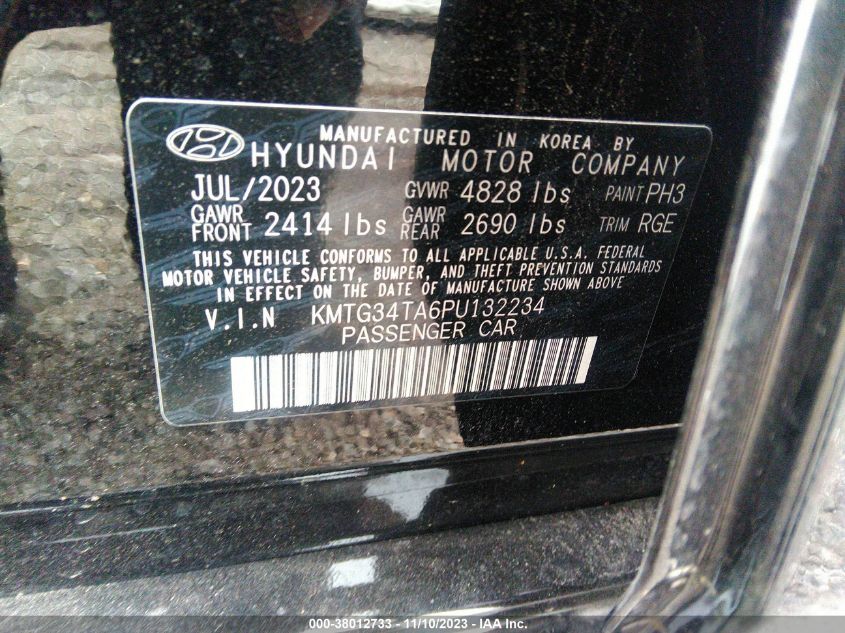 MANUFACTURED IN KOREA BY
HYUNDAI MOTOR COMPANY
JUL/2023 GVWR 4828 lbs PAINT PH3
GAWR FRONT 2414 lbs GAWR REAR 2690 lbs TRIM RGE
THIS VEHICLE CONFORMS TO ALL APPLICABLE U.S.A. FEDERAL
MOTOR VEHICLE SAFETY, BUMPER, AND THEFT PREVENTION STANDARDS
IN EFFECT ON THE DATE OF MANUFACTURE SHOWN ABOVE.
V.I.N KMTG34TA6PU132234
PASSENGER CAR
000-38012733 - 11/10/2023 - IAA Inc.